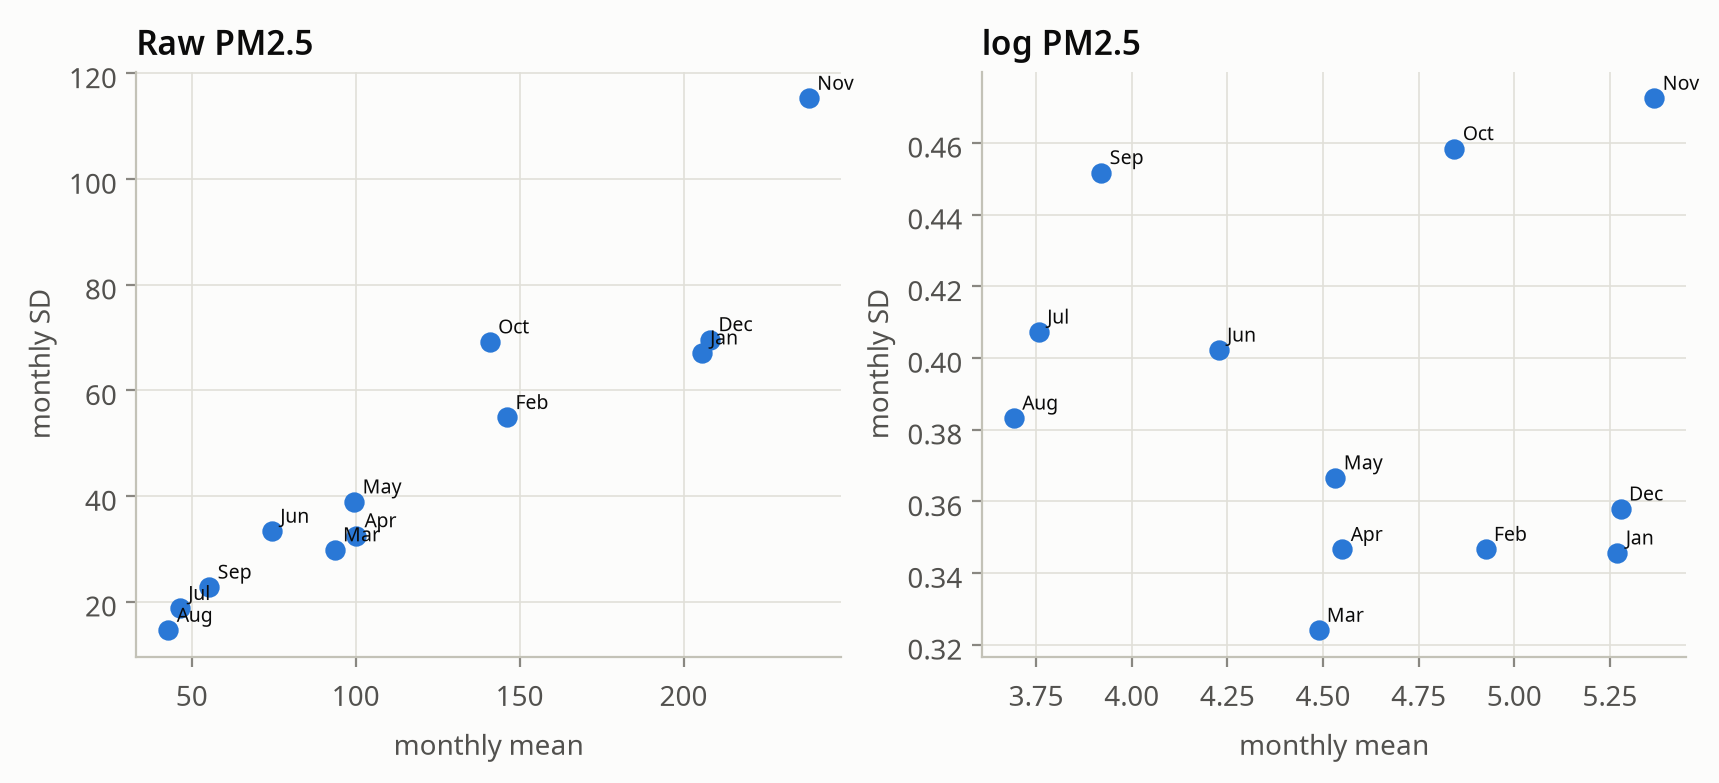 Raw PM2.5
120
100
80
60
40
20
monthly SD
Nov
Oct
Dec
Jan
Feb
May
Jun
Apr
Mar
Sep
Jul
Aug
50 100 150 200
monthly mean
log PM2.5
0.46
0.44
0.42
0.40
0.38
0.36
0.34
0.32
monthly SD
Nov
Oct
Sep
Jul
Jun
Aug
May
Dec
Apr
Feb
Jan
Mar
3.75 4.00 4.25 4.50 4.75 5.00 5.25
monthly mean